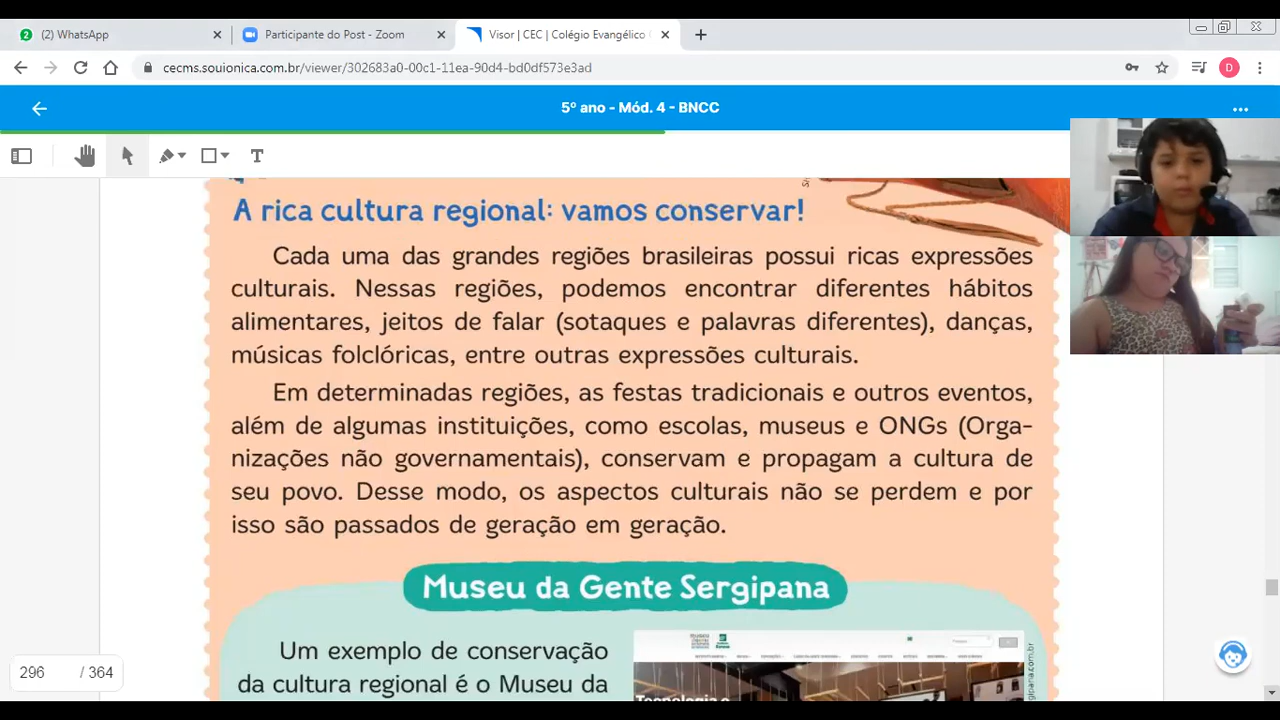 (2) WhatsApp
Participante do Post - Zoom
Visor | CEC | Colégio Evangélico
cecms.souionica.com.br/viewer/302683a0-00c1-11ea-90d4-bd0df573e3ad
D
5º ano - Mód. 4 - BNCC
T
A rica cultura regional: vamos conservar!
Cada uma das grandes regiões brasileiras possui ricas expressões
culturais. Nessas regiões, podemos encontrar diferentes hábitos
alimentares, jeitos de falar (sotaques e palavras diferentes), danças,
músicas folclóricas, entre outras expressões culturais.
Em determinadas regiões, as festas tradicionais e outros eventos,
além de algumas instituições, como escolas, museus e ONGs (Orga-
nizações não governamentais), conservam e propagam a cultura de
seu povo. Desse modo, os aspectos culturais não se perdem e por
isso são passados de geração em geração.
Museu da Gente Sergipana
Um exemplo de conservação
da cultura regional é o Museu da
Tecnologia e
296 / 364